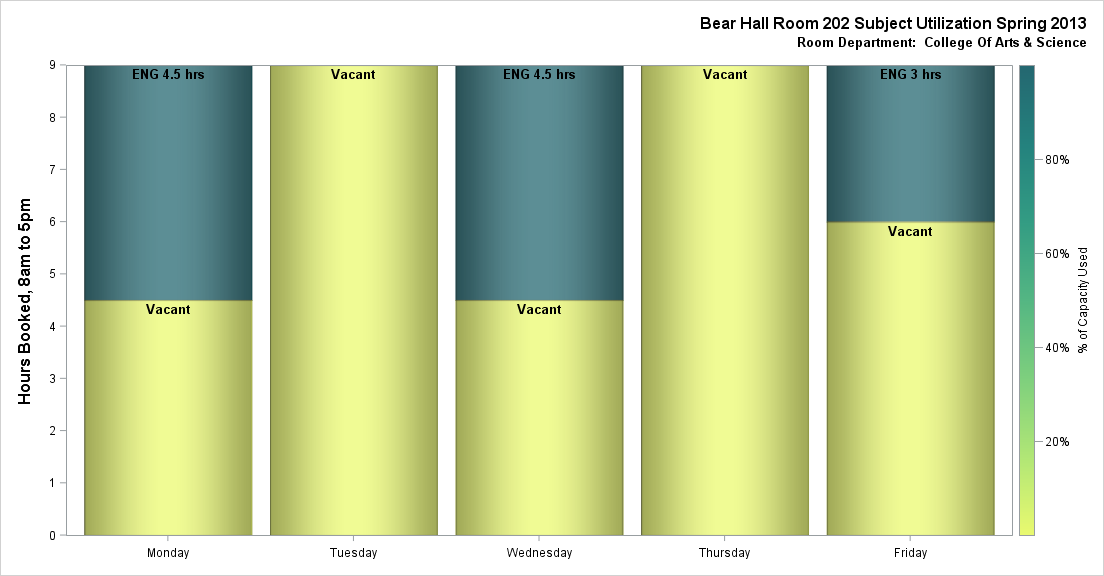 Bear Hall Room 202 Subject Utilization Spring 2013
Room Department:  College Of Arts & Science
Hours Booked, 8am to 5pm
9
8
7
6
5
4
3
2
1
0
ENG 4.5 hrs
Vacant
Vacant
ENG 4.5 hrs
Vacant
Vacant
ENG 3 hrs
Vacant
Monday
Tuesday
Wednesday
Thursday
Friday
80%
60%
40%
20%
% of Capacity Used